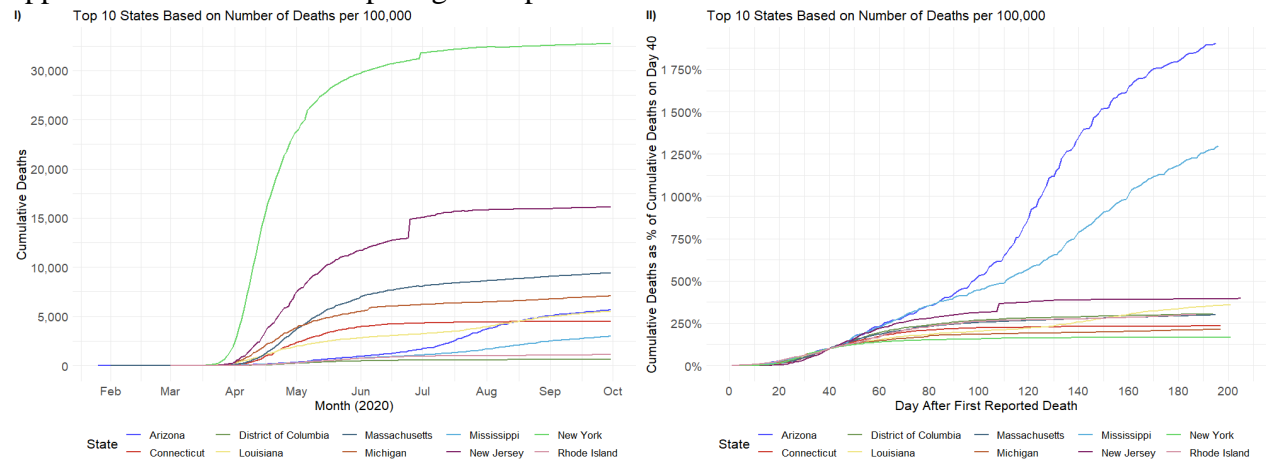 I)
Top 10 States Based on Number of Deaths per 100,000
Cumulative Deaths
30,000
25,000
20,000
15,000
10,000
5,000
0
Feb Mar Apr May Jun Jul Aug Sep Oct
Month (2020)
State
Arizona District of Columbia Massachusetts Mississippi New York
Connecticut Louisiana Michigan New Jersey Rhode Island
II)
Top 10 States Based on Number of Deaths per 100,000
Cumulative Deaths as % of Cumulative Deaths on Day 40
1 750%
1 500%
1 250%
1 000%
750%
500%
250%
0%
0 20 40 60 80 100 120 140 160 180 200
Day After First Reported Death
State
Arizona District of Columbia Massachusetts Mississippi New York
Connecticut Louisiana Michigan New Jersey Rhode Island